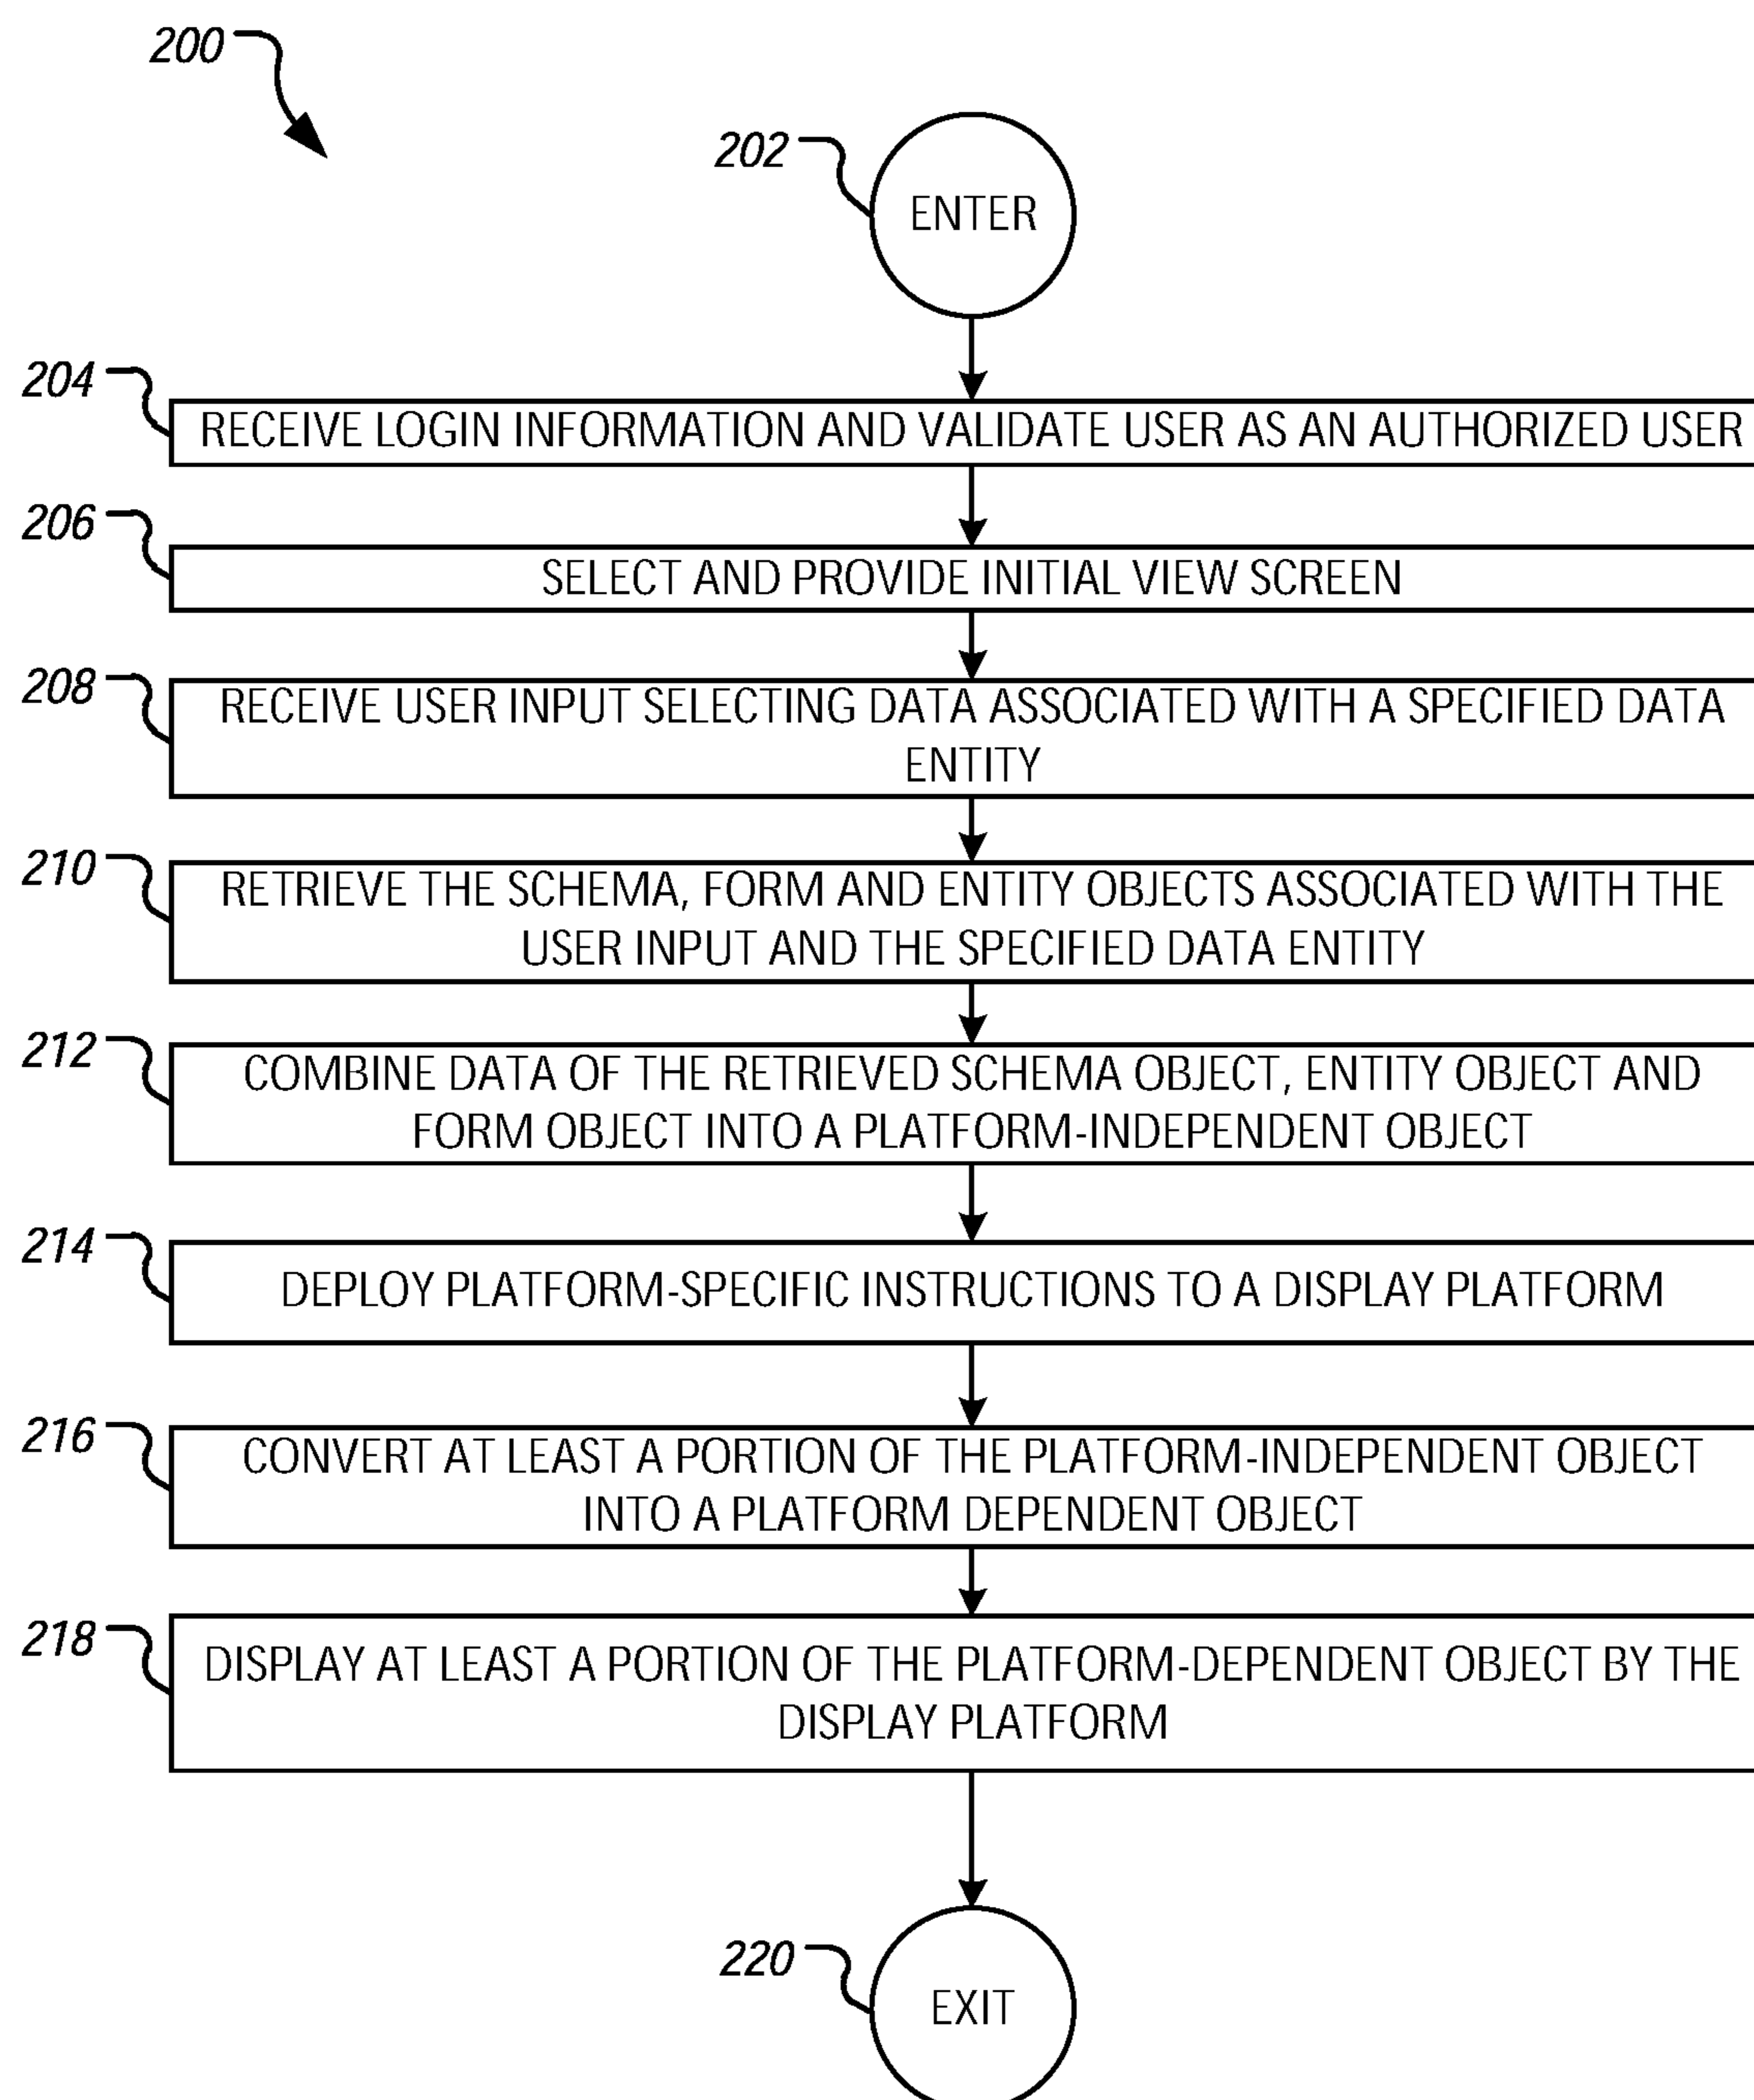 200
202
ENTER
204
RECEIVE LOGIN INFORMATION AND VALIDATE USER AS AN AUTHORIZED USER
206
SELECT AND PROVIDE INITIAL VIEW SCREEN
208
RECEIVE USER INPUT SELECTING DATA ASSOCIATED WITH A SPECIFIED DATA
ENTITY
210
RETRIEVE THE SCHEMA, FORM AND ENTITY OBJECTS ASSOCIATED WITH THE
USER INPUT AND THE SPECIFIED DATA ENTITY
212
COMBINE DATA OF THE RETRIEVED SCHEMA OBJECT, ENTITY OBJECT AND
FORM OBJECT INTO A PLATFORM-INDEPENDENT OBJECT
214
DEPLOY PLATFORM-SPECIFIC INSTRUCTIONS TO A DISPLAY PLATFORM
216
CONVERT AT LEAST A PORTION OF THE PLATFORM-INDEPENDENT OBJECT
INTO A PLATFORM DEPENDENT OBJECT
218
DISPLAY AT LEAST A PORTION OF THE PLATFORM-DEPENDENT OBJECT BY THE
DISPLAY PLATFORM
220
EXIT